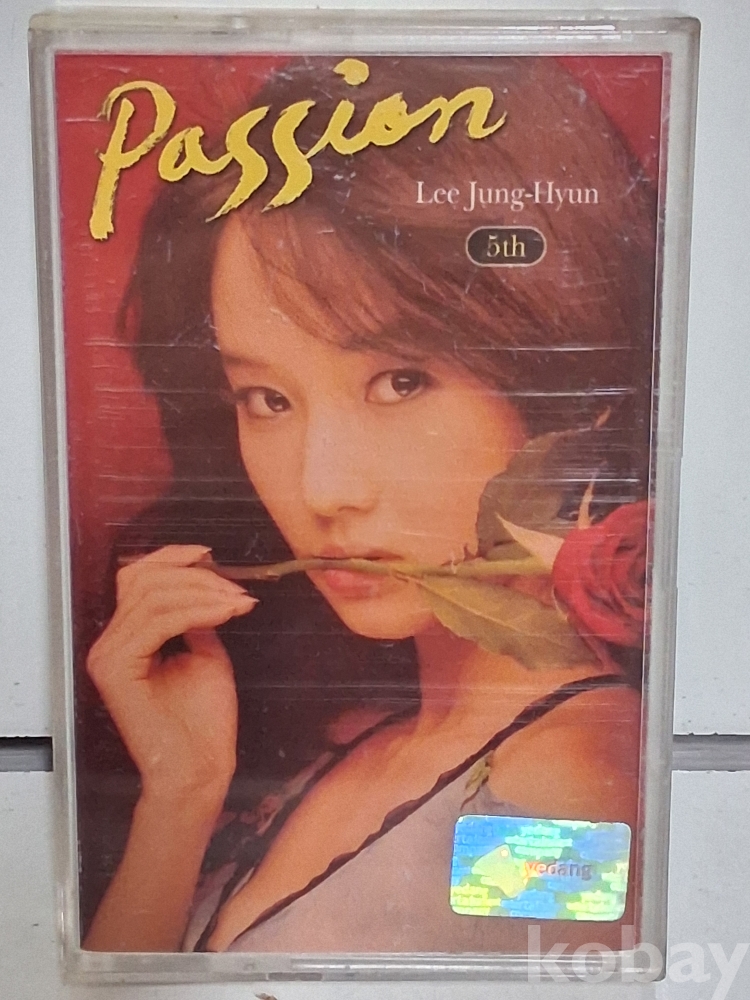 Passion
Lee Jung-Hyun
5th
yedang
kobay